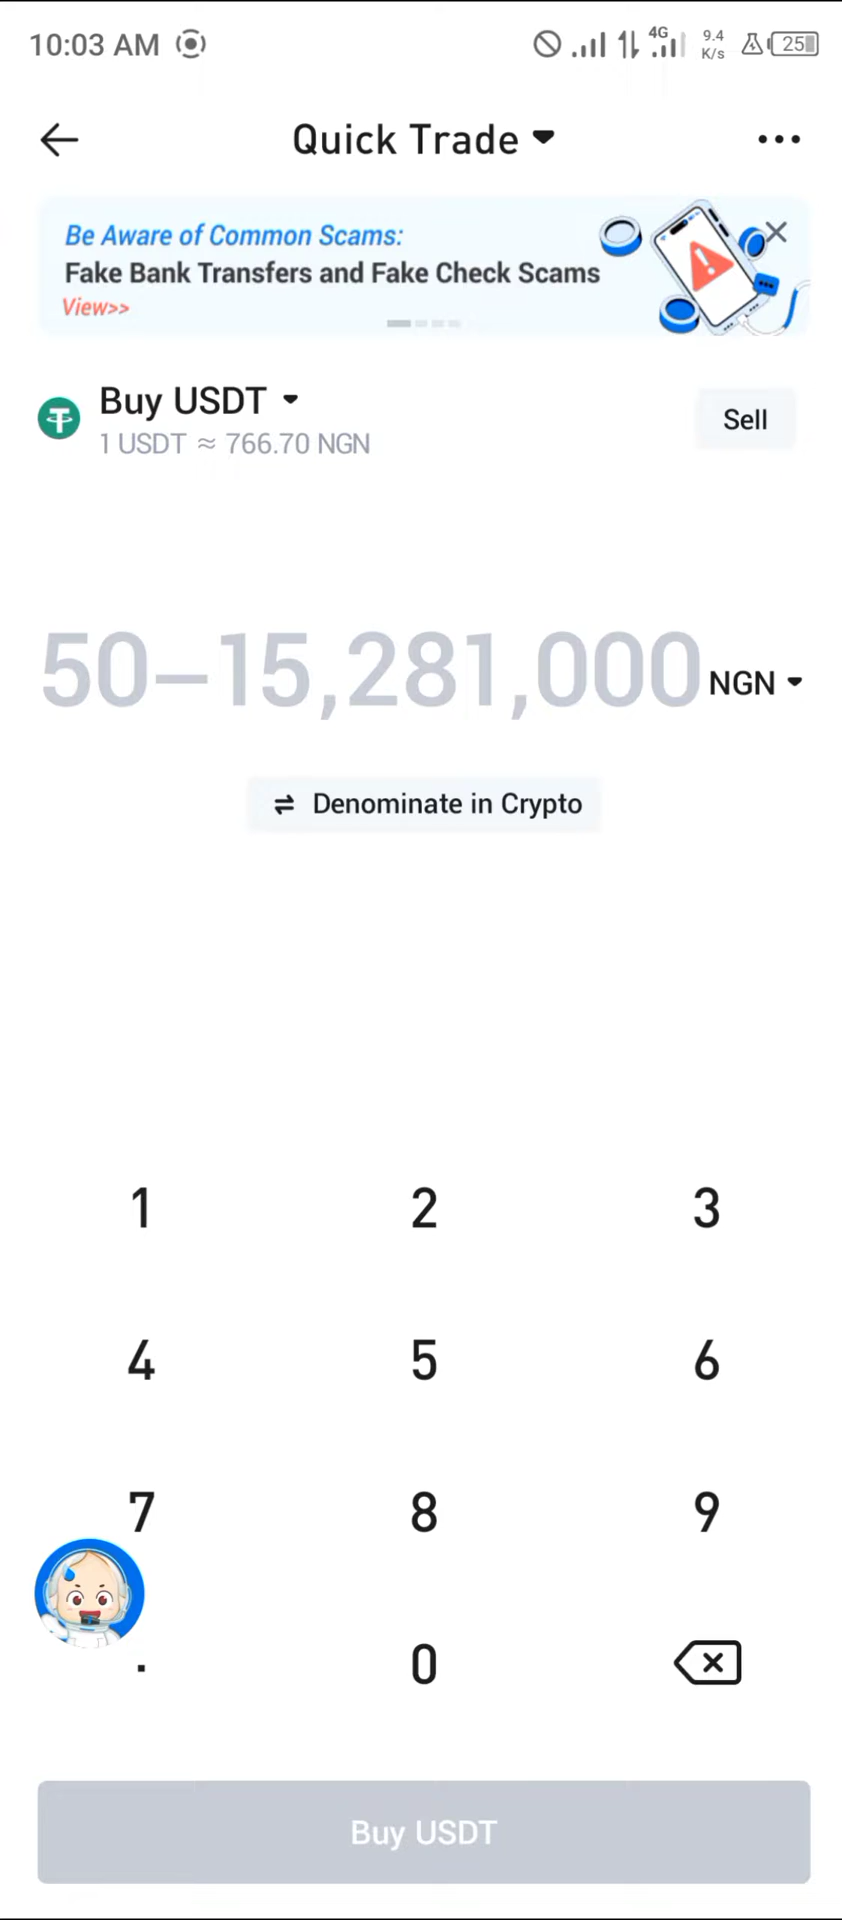 10:03 AM 4G 9.4 K/s 25
Quick Trade
Be Aware of Common Scams:
Fake Bank Transfers and Fake Check Scams
View>>
Buy USDT
1 USDT ≈ 766.70 NGN
Sell
50–15,281,000 NGN
⇌ Denominate in Crypto
1 2 3
4 5 6
7 8 9
. 0
Buy USDT